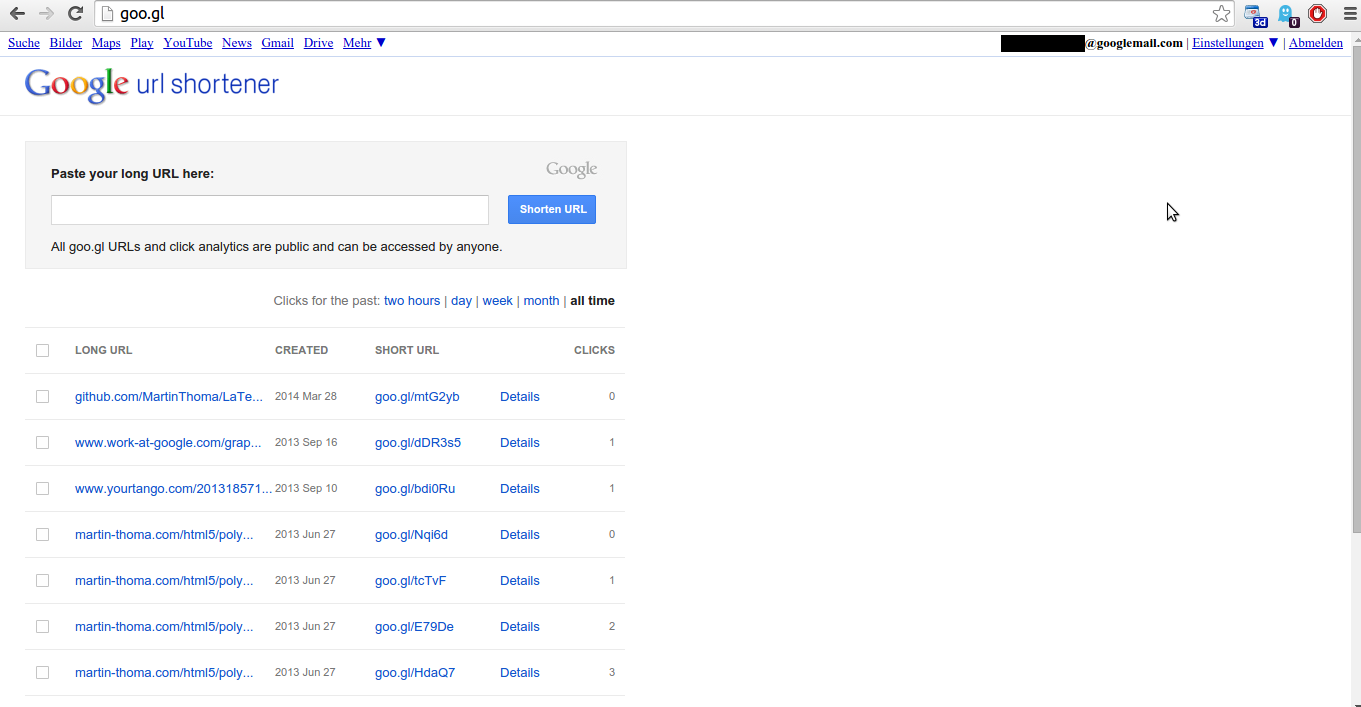 goo.gl
3d
0
Suche Bilder Maps Play YouTube News Gmail Drive Mehr ▼
@googlemail.com | Einstellungen ▼ | Abmelden
Google url shortener
Google
Paste your long URL here:
Shorten URL
All goo.gl URLs and click analytics are public and can be accessed by anyone.
Clicks for the past: two hours | day | week | month | all time
LONG URL CREATED SHORT URL CLICKS
github.com/MartinThoma/LaTe... 2014 Mar 28 goo.gl/mtG2yb Details 0
www.work-at-google.com/grap... 2013 Sep 16 goo.gl/dDR3s5 Details 1
www.yourtango.com/201318571... 2013 Sep 10 goo.gl/bdi0Ru Details 1
martin-thoma.com/html5/poly... 2013 Jun 27 goo.gl/Nqi6d Details 0
martin-thoma.com/html5/poly... 2013 Jun 27 goo.gl/tcTvF Details 1
martin-thoma.com/html5/poly... 2013 Jun 27 goo.gl/E79De Details 2
martin-thoma.com/html5/poly... 2013 Jun 27 goo.gl/HdaQ7 Details 3